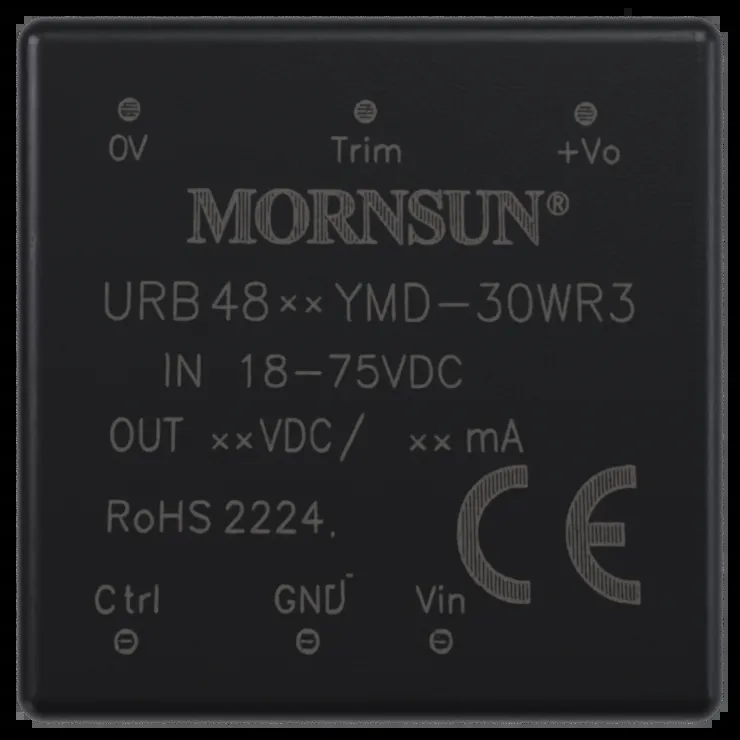 0V Trim +Vo
MORNSUN®
URB48××YMD-30WR3
IN 18-75VDC
OUT ××VDC/ ××mA
RoHS 2224.
CE
Ctrl GND Vin